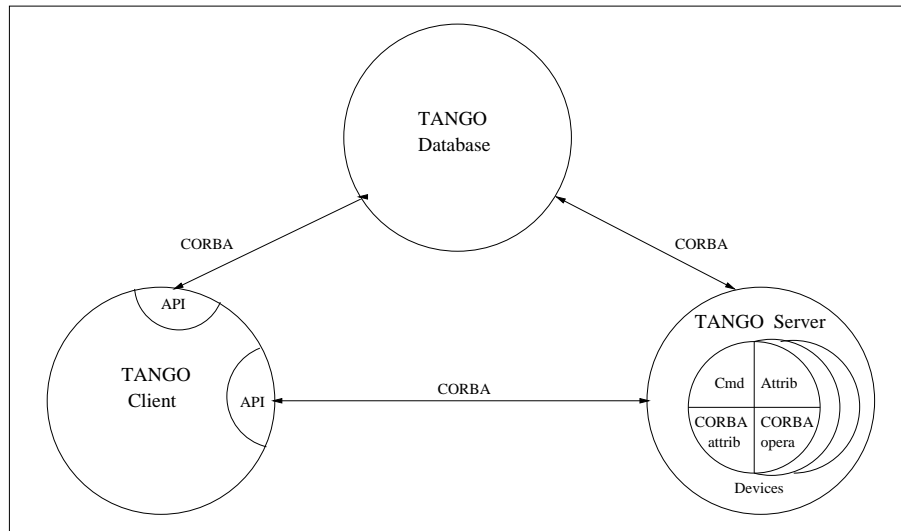 TANGO
Database
CORBA
CORBA
API
TANGO
Client
API
CORBA
TANGO Server
Cmd
Attrib
CORBA
attrib
CORBA
opera
Devices